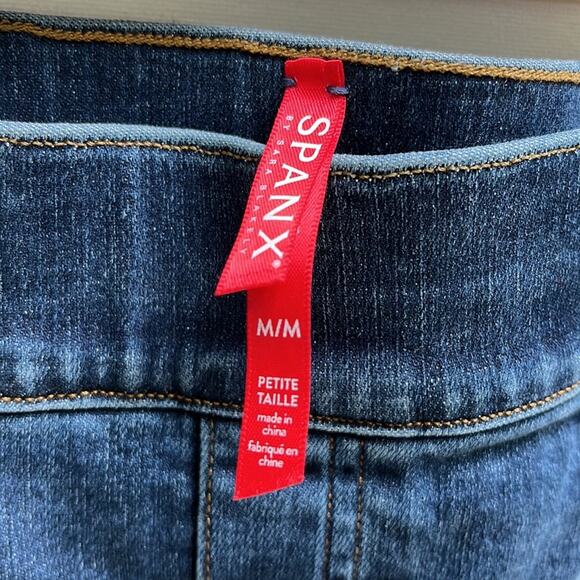 SPANX®
BY SARA BLAKELY
M/M
PETITE
TAILLE
made in
china
fabriqué en
chine